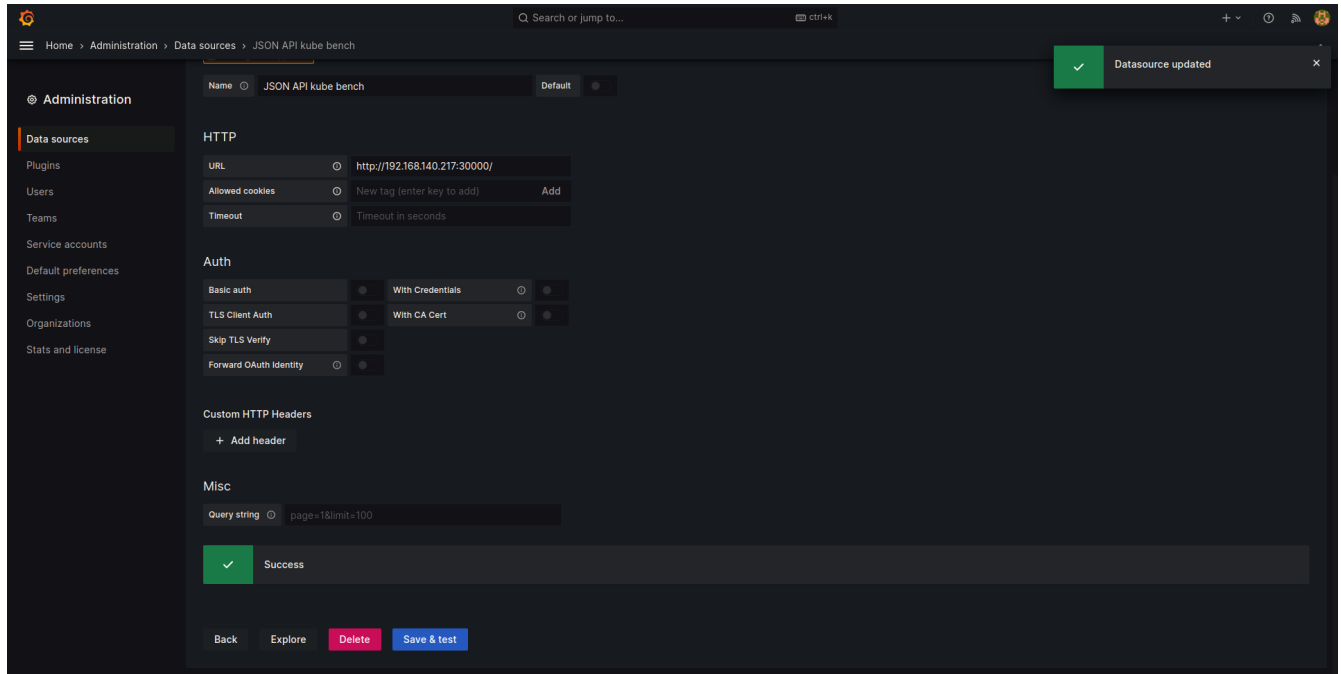 Search or jump to... ctrl+k
Home > Administration > Data sources > JSON API kube bench
Datasource updated
Administration
Data sources
Plugins
Users
Teams
Service accounts
Default preferences
Settings
Organizations
Stats and license
Name JSON API kube bench Default
HTTP
URL http://192.168.140.217:30000/
Allowed cookies New tag (enter key to add) Add
Timeout Timeout in seconds
Auth
Basic auth With Credentials
TLS Client Auth With CA Cert
Skip TLS Verify
Forward OAuth Identity
Custom HTTP Headers
+ Add header
Misc
Query string page=1&limit=100
Success
Back Explore Delete Save & test